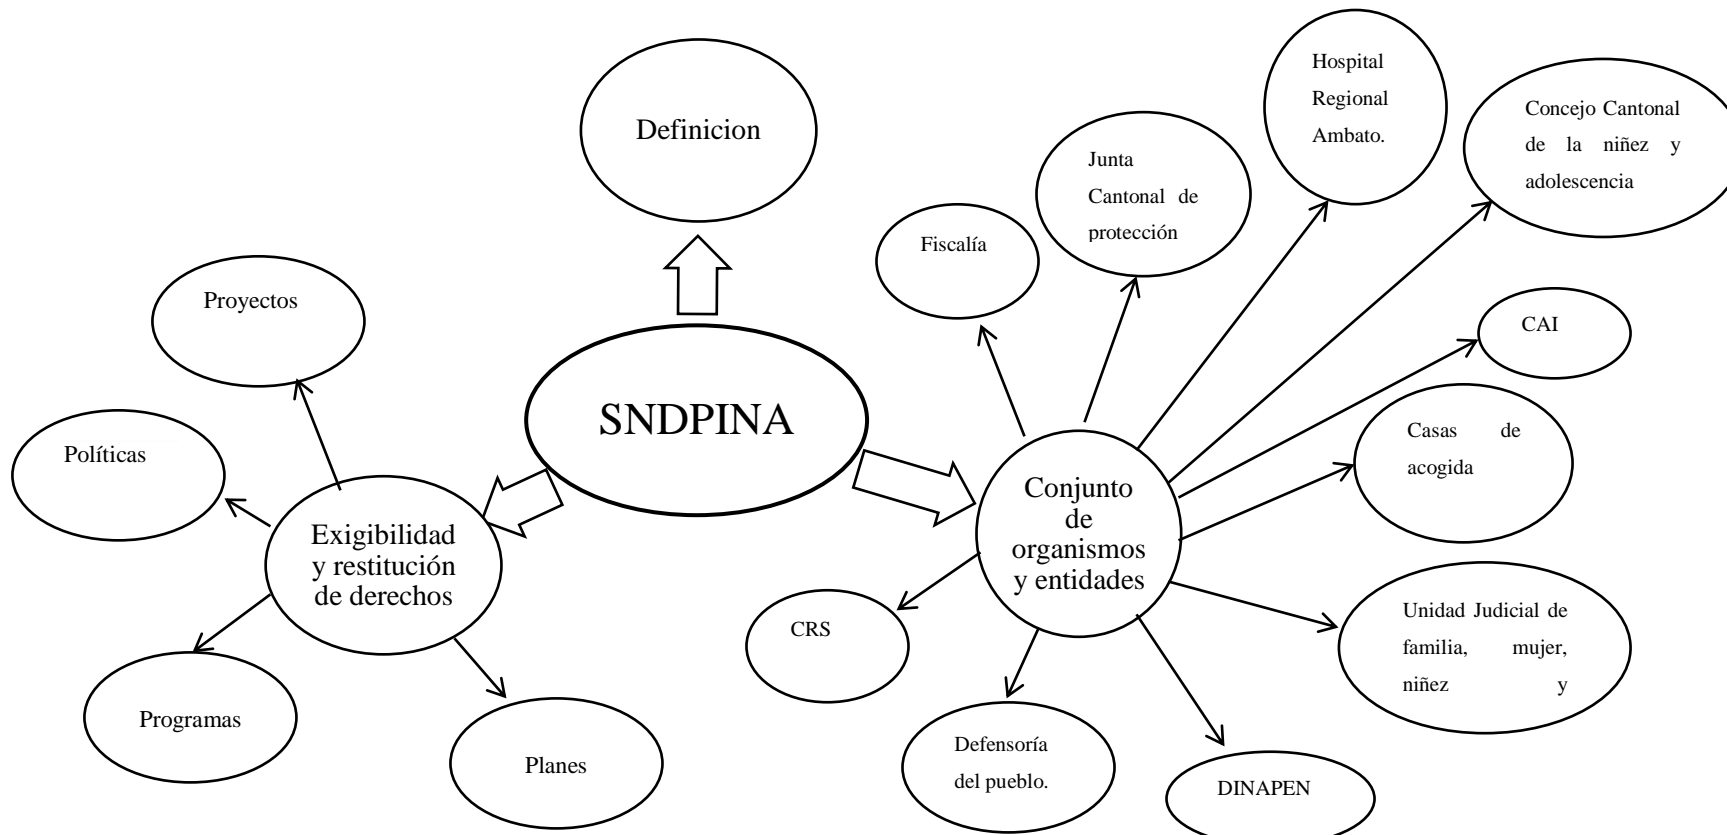 Definicion
Hospital
Regional
Ambato.
Concejo Cantonal
de la niñez y
adolescencia
Junta
Cantonal de
protección
Fiscalía
Proyectos
CAI
SNDPINA
Políticas
Casas de
acogida
Conjunto
de
organismos
y entidades
Exigibilidad
y restitución
de derechos
CRS
Unidad Judicial de
familia, mujer,
niñez y
Programas
Planes
Defensoría
del pueblo.
DINAPEN